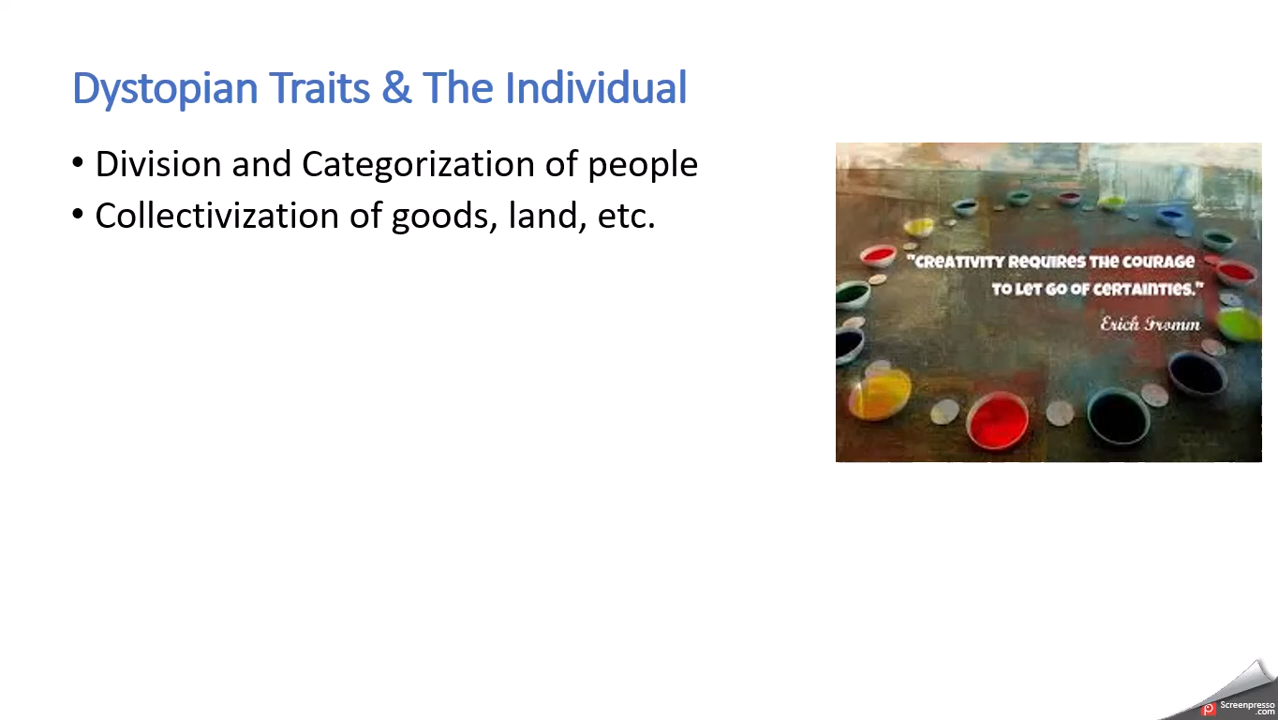 Dystopian Traits & The Individual
• Division and Categorization of people
• Collectivization of goods, land, etc.
"CREATIVITY REQUIRES THE COURAGE
TO LET GO OF CERTAINTIES."
Erich Fromm
Screenpresso
.com